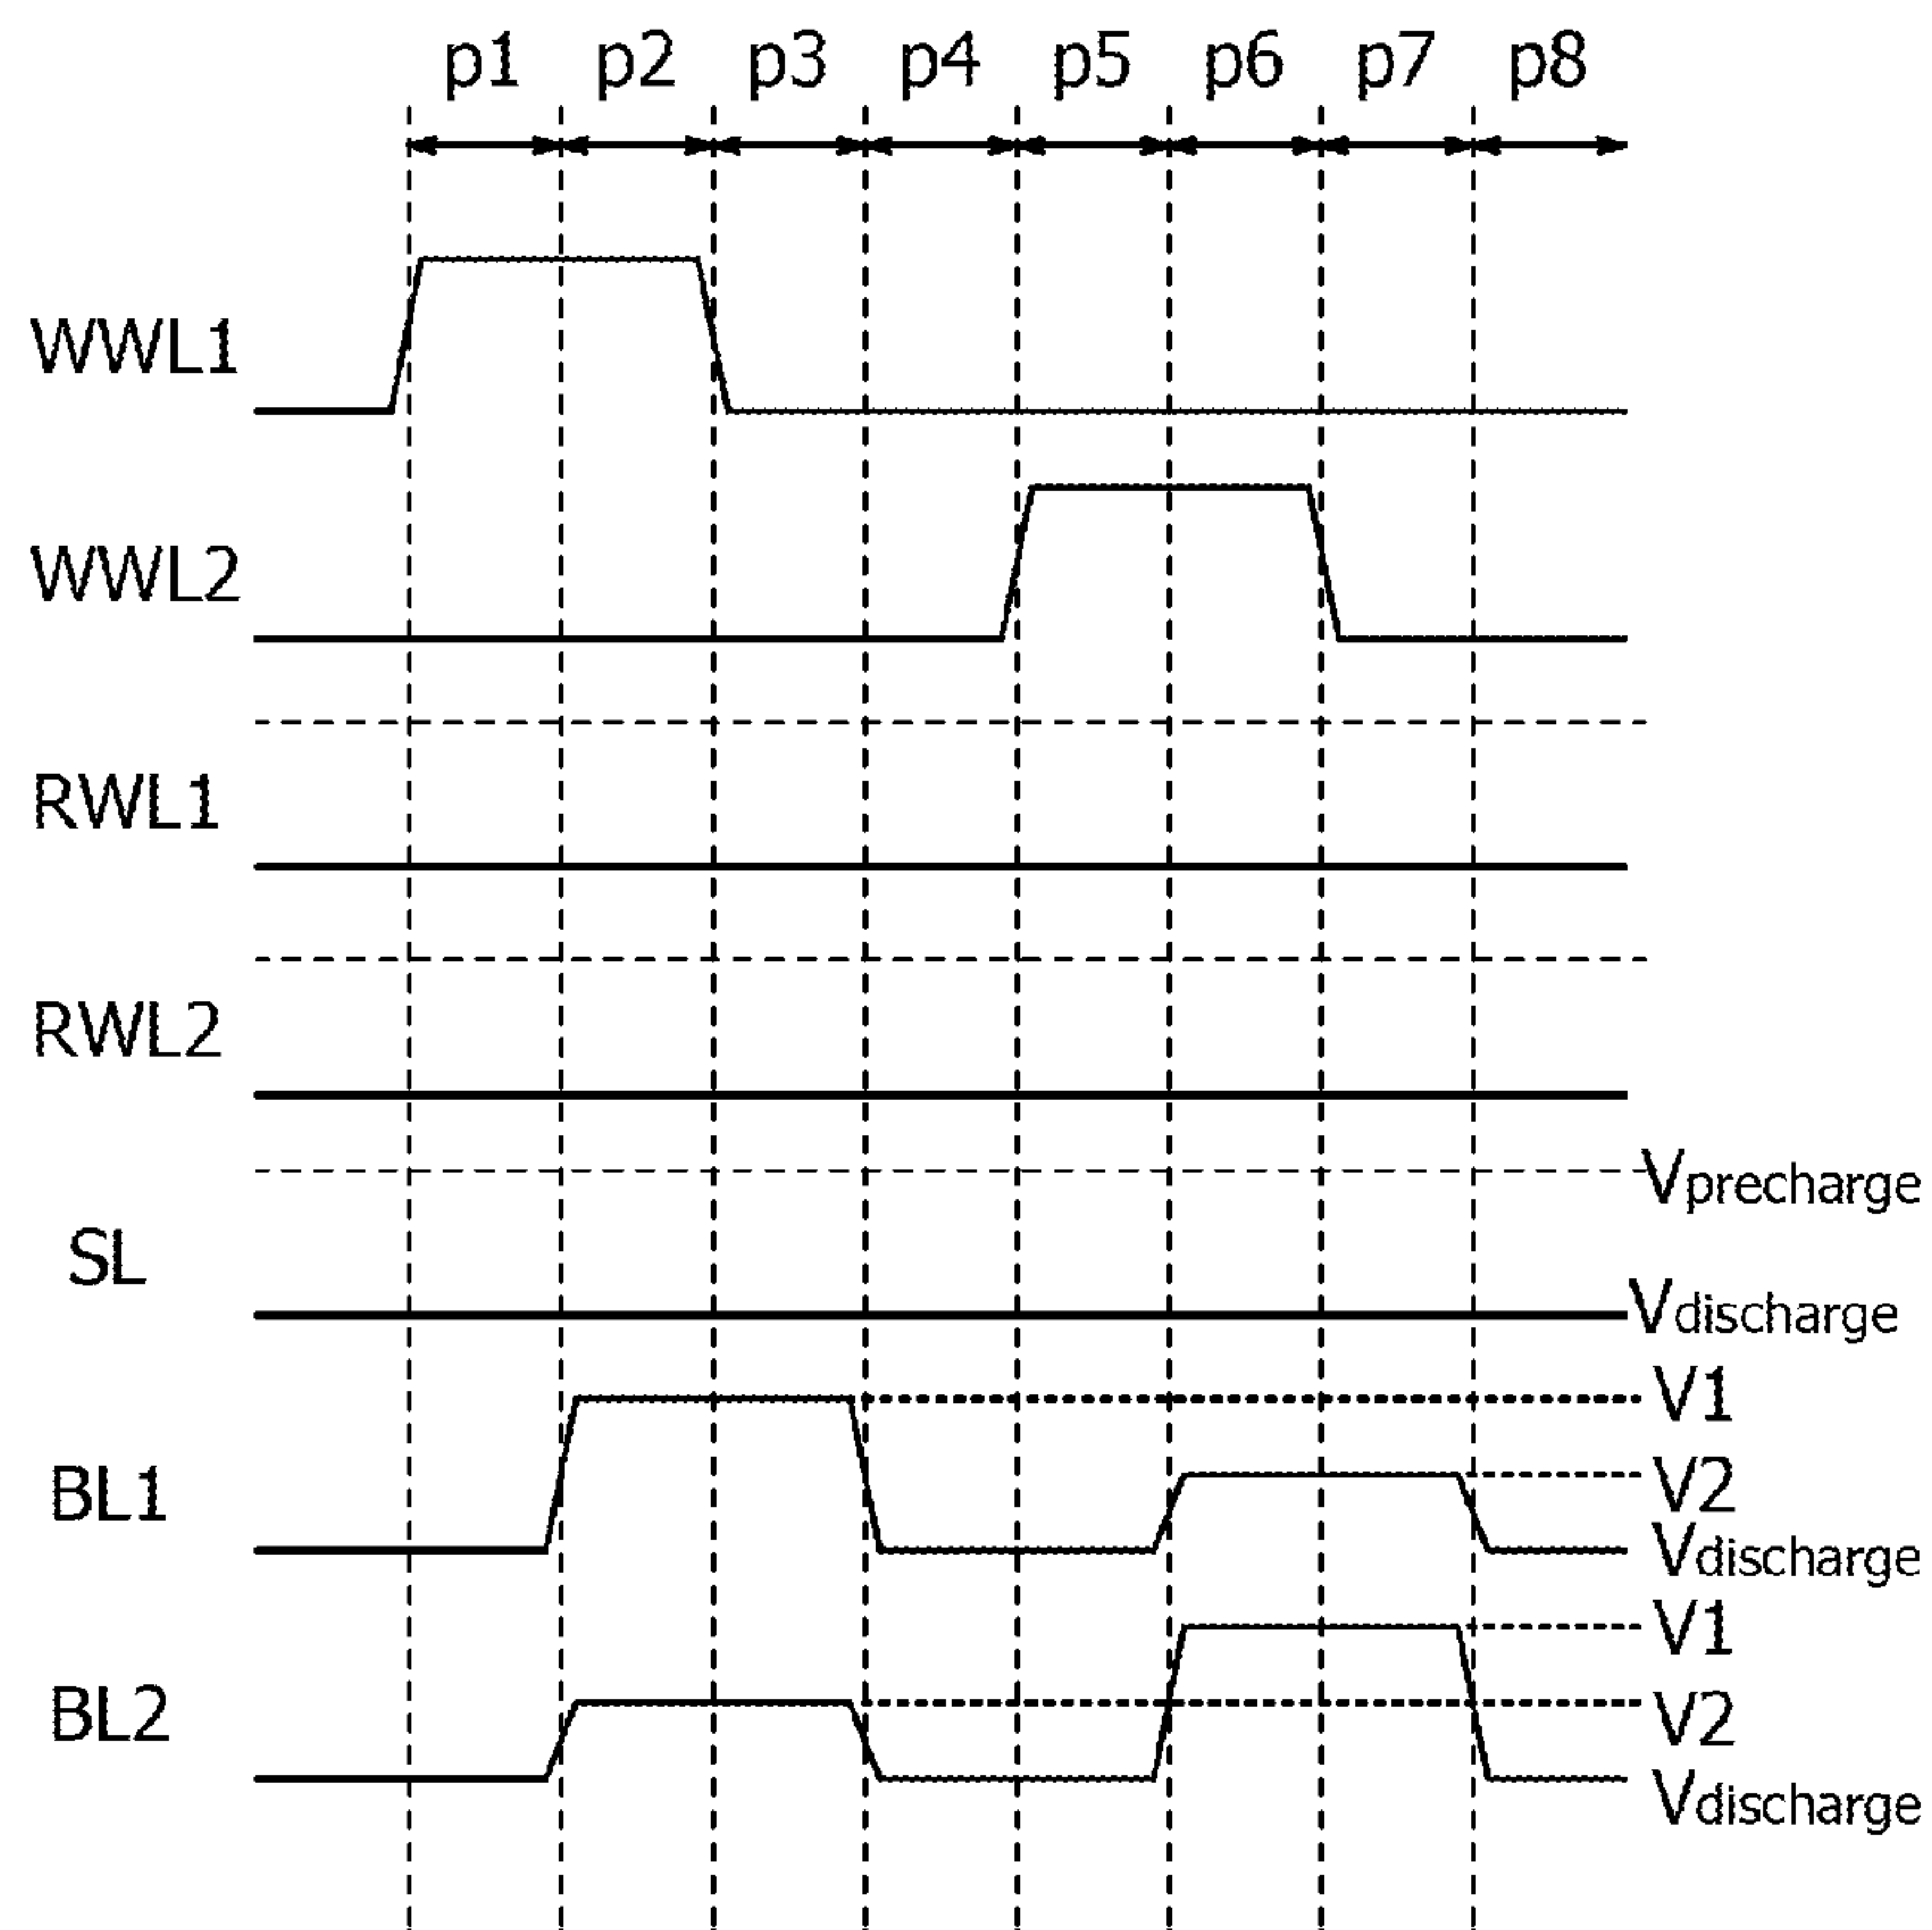 p1 p2 p3 p4 p5 p6 p7 p8
WWL1
WWL2
RWL1
RWL2
Vprecharge
SL
Vdischarge
V1
BL1
V2
Vdischarge
V1
BL2
V2
Vdischarge